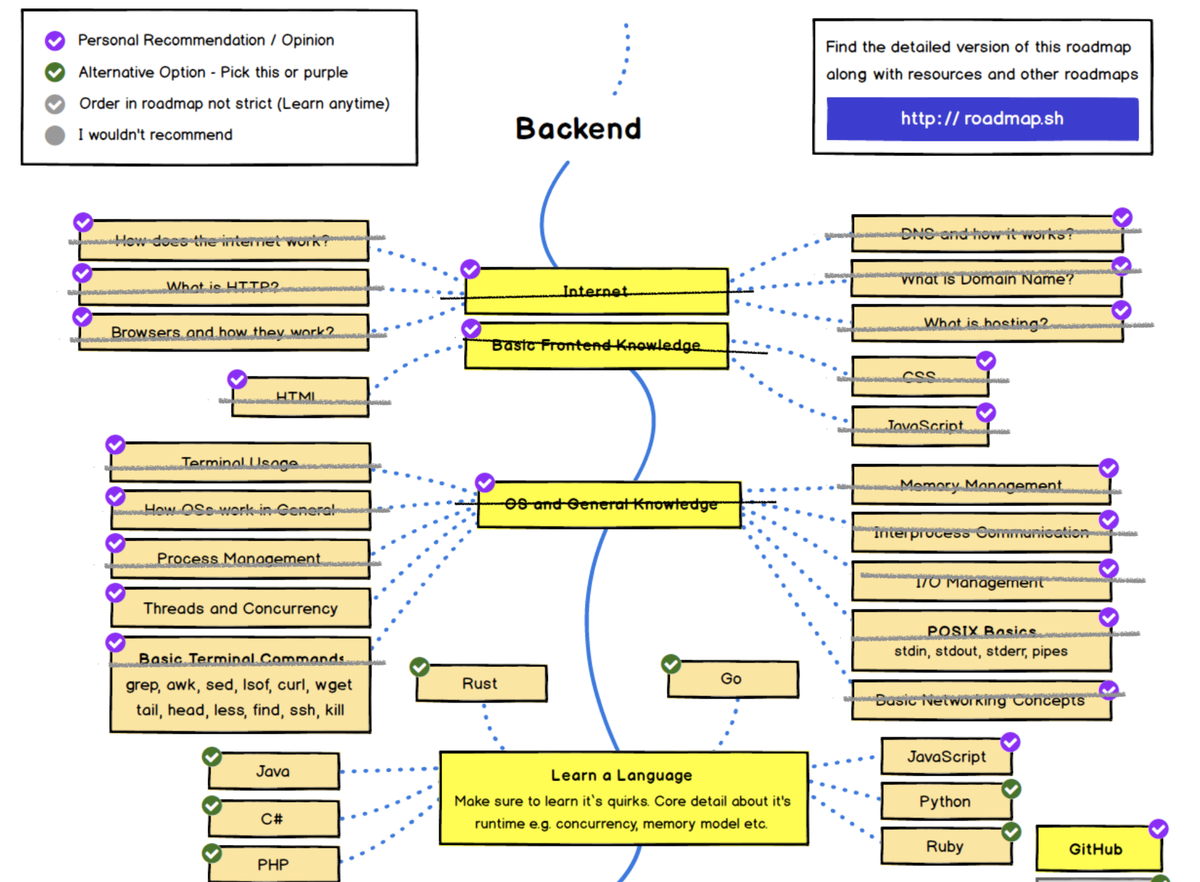 Personal Recommendation / Opinion
Alternative Option - Pick this or purple
Order in roadmap not strict (Learn anytime)
I wouldn't recommend
Find the detailed version of this roadmap
along with resources and other roadmaps
http:// roadmap.sh
Backend
How does the internet work?
What is HTTP?
Browsers and how they work?
Internet
DNS and how it works?
What is Domain Name?
What is hosting?
Basic Frontend Knowledge
HTML
CSS
JavaScript
Terminal Usage
How OSs work in General
Process Management
Threads and Concurrency
Basic Terminal Commands
grep, awk, sed, lsof, curl, wget
tail, head, less, find, ssh, kill
OS and General Knowledge
Memory Management
Interprocess Communication
I/O Management
POSIX Basics
stdin, stdout, stderr, pipes
Basic Networking Concepts
Rust
Go
Java
C#
PHP
Learn a Language
Make sure to learn it`s quirks. Core detail about it's
runtime e.g. concurrency, memory model etc.
JavaScript
Python
Ruby
GitHub